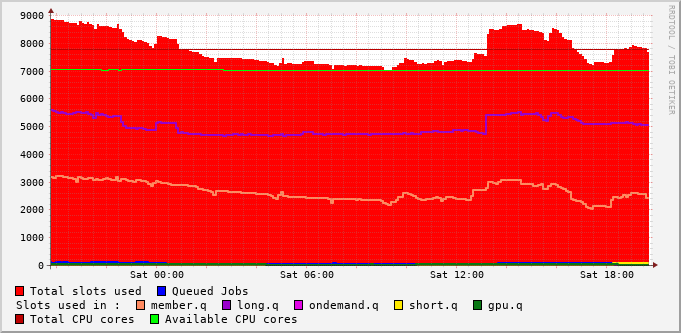 9000
8000
7000
6000
5000
4000
3000
2000
1000
0
Sat 00:00 Sat 06:00 Sat 12:00 Sat 18:00
Total slots used Queued Jobs
Slots used in : member.q long.q ondemand.q short.q gpu.q
Total CPU cores Available CPU cores
RRDTOOL / TOBI OETIKER